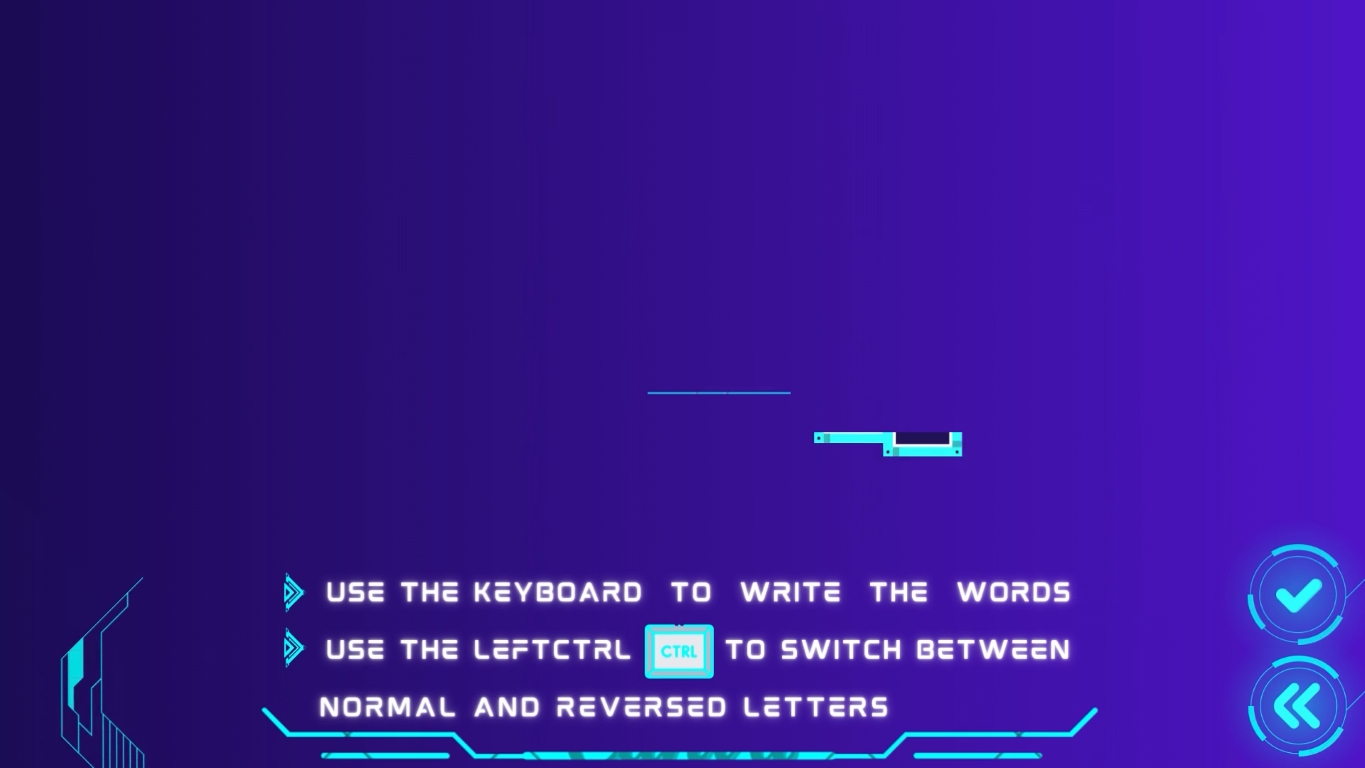 USE THE KEYBOARD TO WRITE THE WORDS
USE THE LEFTCTRL CTRL TO SWITCH BETWEEN
NORMAL AND REVERSED LETTERS